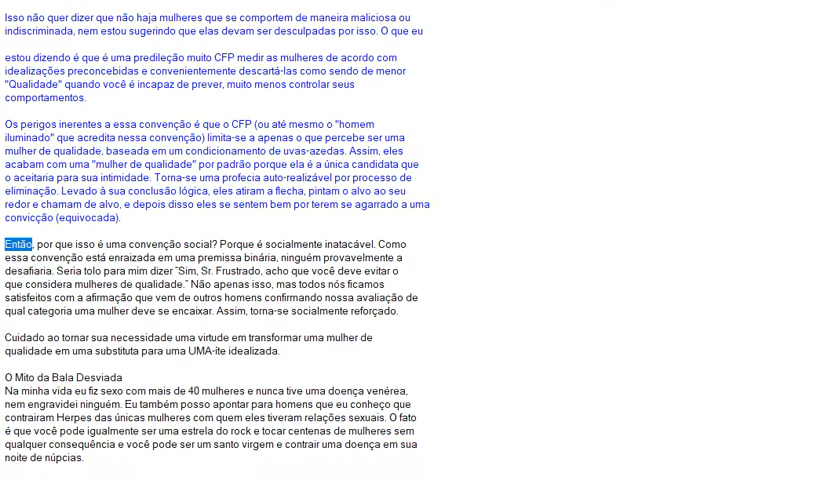 Isso não quer dizer que não haja mulheres que se comportem de maneira maliciosa ou
indiscriminada, nem estou sugerindo que elas devam ser desculpadas por isso. O que eu
estou dizendo é que é uma predileção muito CFP medir as mulheres de acordo com
idealizações preconcebidas e convenientemente descartá-las como sendo de menor
"Qualidade" quando você é incapaz de prever, muito menos controlar seus
comportamentos.
Os perigos inerentes a essa convenção é que o CFP (ou até mesmo o "homem
iluminado" que acredita nessa convenção) limita-se a apenas o que percebe ser uma
mulher de qualidade, baseada em um condicionamento de uvas-azedas. Assim, eles
acabam com uma "mulher de qualidade" por padrão porque ela é a única candidata que
o aceitaria para sua intimidade. Torna-se uma profecia auto-realizável por processo de
eliminação. Levado à sua conclusão lógica, eles atiram a flecha, pintam o alvo ao seu
redor e chamam de alvo, e depois disso eles se sentem bem por terem se agarrado a uma
convicção (equivocada).
Então, por que isso é uma convenção social? Porque é socialmente inatacável. Como
essa convenção está enraizada em uma premissa binária, ninguém provavelmente a
desafiaria. Seria tolo para mim dizer "Sim, Sr. Frustrado, acho que você deve evitar o
que considera mulheres de qualidade." Não apenas isso, mas todos nós ficamos
satisfeitos com a afirmação que vem de outros homens confirmando nossa avaliação de
qual categoria uma mulher deve se encaixar. Assim, torna-se socialmente reforçado.
Cuidado ao tornar sua necessidade uma virtude em transformar uma mulher de
qualidade em uma substituta para uma UMA-íte idealizada.
O Mito da Bala Desviada
Na minha vida eu fiz sexo com mais de 40 mulheres e nunca tive uma doença venérea,
nem engravidei ninguém. Eu também posso apontar para homens que eu conheço que
contrairam Herpes das únicas mulheres com quem eles tiveram relações sexuais. O fato
é que você pode igualmente ser uma estrela do rock e tocar centenas de mulheres sem
qualquer consequência e você pode ser um santo virgem e contrair uma doença em sua
noite de núpcias.